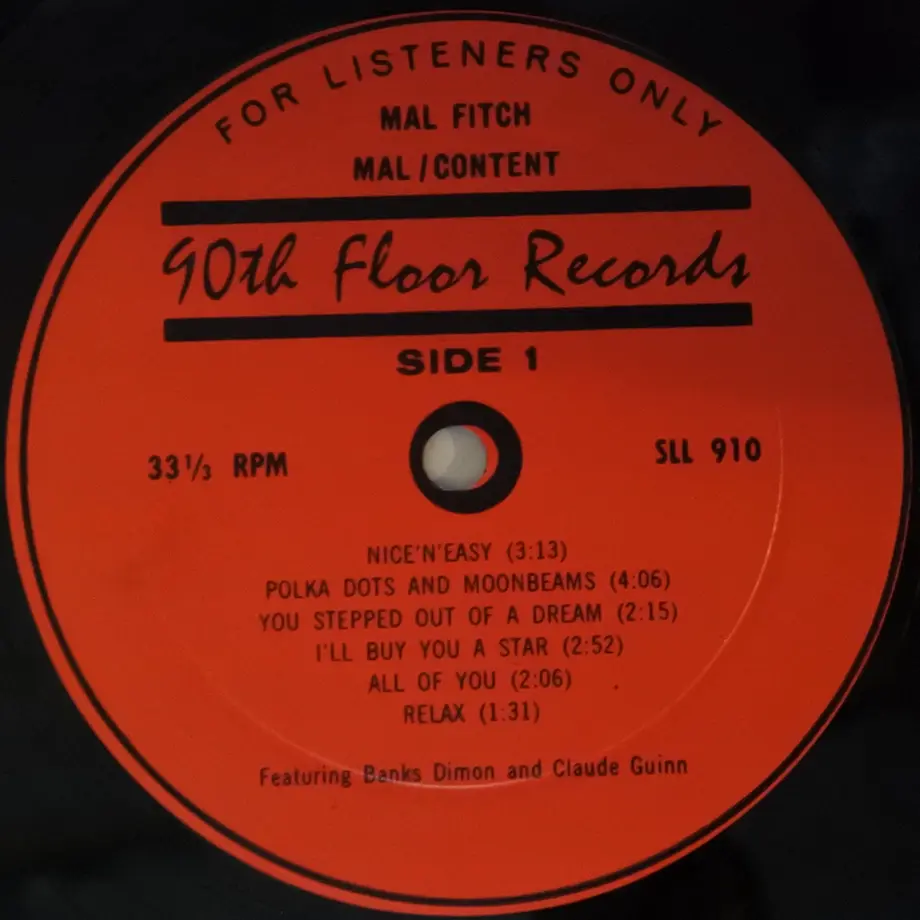 FOR LISTENERS ONLY
MAL FITCH
MAL/CONTENT
90th Floor Records
SIDE 1
33 1/3 RPM
SLL 910
NICE'N'EASY (3:13)
POLKA DOTS AND MOONBEAMS (4:06)
YOU STEPPED OUT OF A DREAM (2:15)
I'LL BUY YOU A STAR (2:52)
ALL OF YOU (2:06)
RELAX (1:31)
Featuring Banks Dimon and Claude Guinn